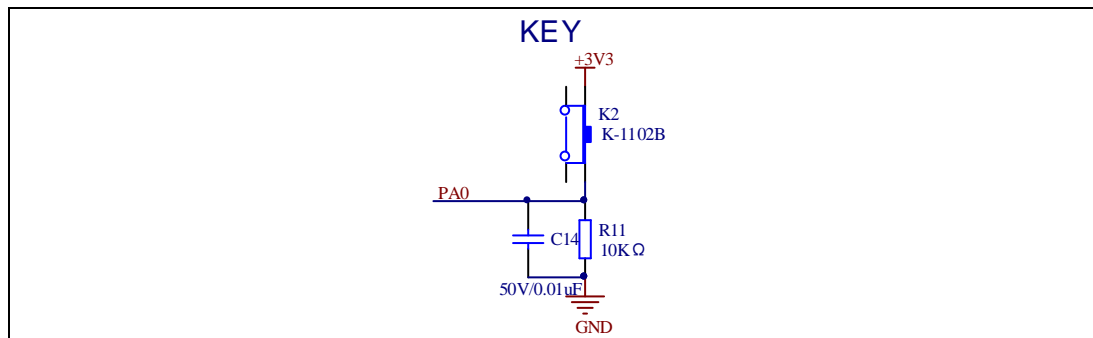 KEY
+3V3
K2
K-1102B
PA0
C14
R11
10KΩ
50V/0.01uF
GND